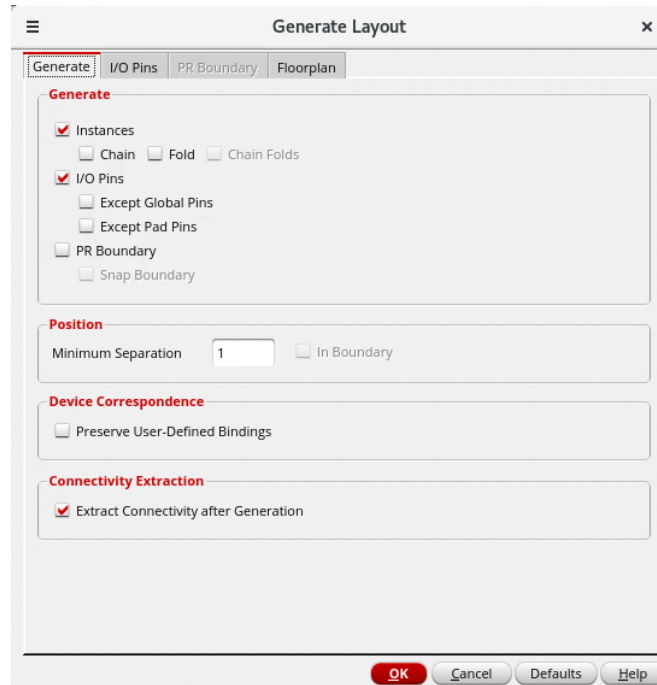 Generate Layout
Generate I/O Pins PR Boundary Floorplan
Generate
Instances
Chain Fold Chain Folds
I/O Pins
Except Global Pins
Except Pad Pins
PR Boundary
Snap Boundary
Position
Minimum Separation 1 In Boundary
Device Correspondence
Preserve User-Defined Bindings
Connectivity Extraction
Extract Connectivity after Generation
OK Cancel Defaults Help